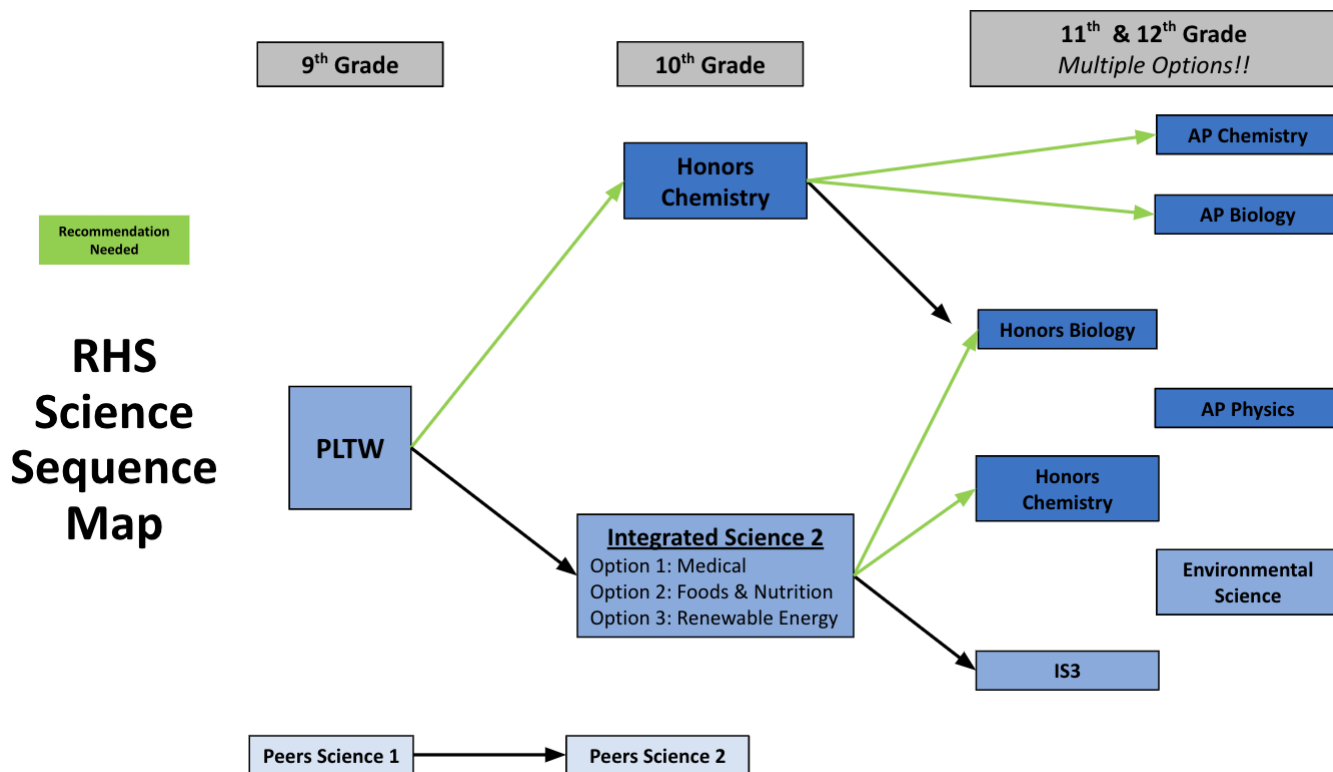 9th Grade
10th Grade
11th & 12th Grade
Multiple Options!!
Recommendation
Needed
RHS
Science
Sequence
Map
PLTW
Honors
Chemistry
Integrated Science 2
Option 1: Medical
Option 2: Foods & Nutrition
Option 3: Renewable Energy
AP Chemistry
AP Biology
Honors Biology
AP Physics
Honors
Chemistry
Environmental
Science
IS3
Peers Science 1
Peers Science 2